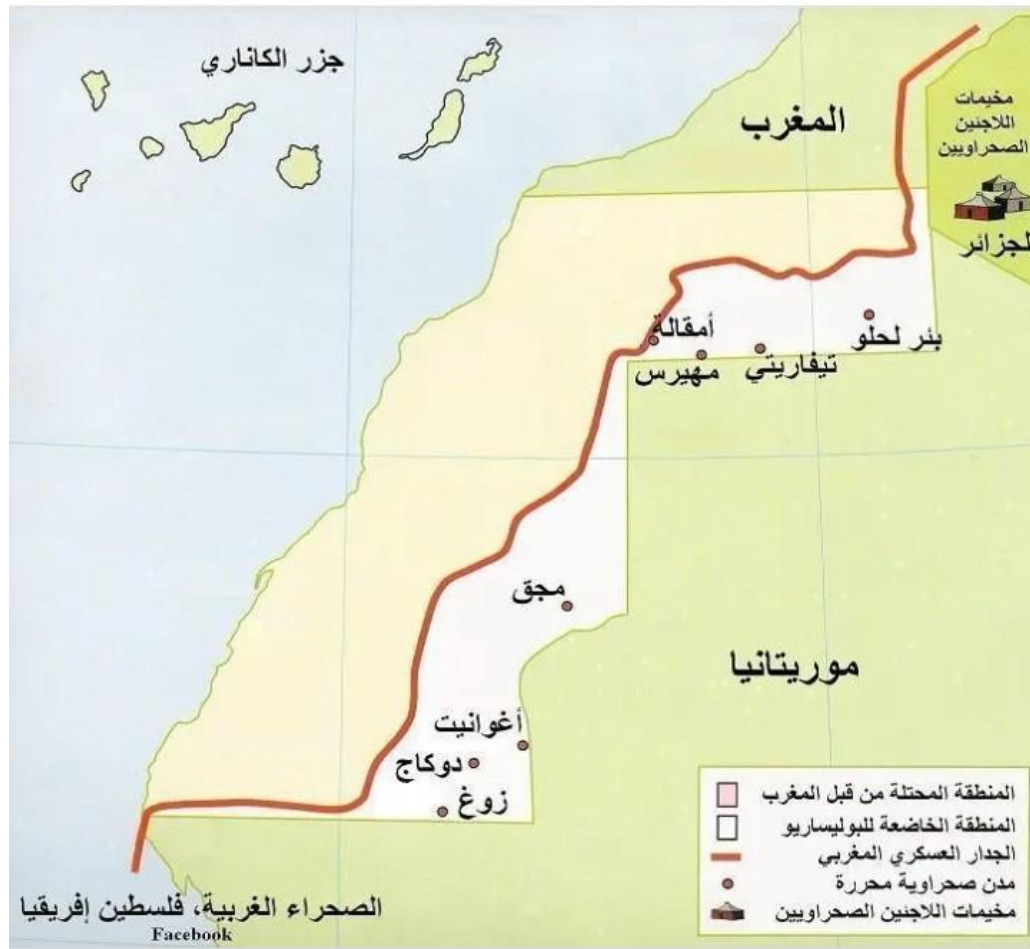 جزر الكناري
المغرب
مخيمات
اللاجئين
الصحراويين
لجزائر
أمقالة
بئر لحلو
مهيرس
تيفاريتي
مجق
موريتانيا
أغوانيت
دوكاج
زوغ
المنطقة المحتلة من قبل المغرب
المنطقة الخاضعة للبوليساريو
الجدار العسكري المغربي
مدن صحراوية محررة
مخيمات اللاجئين الصحراويين
الصحراء الغربية، فلسطين إفريقيا
Facebook